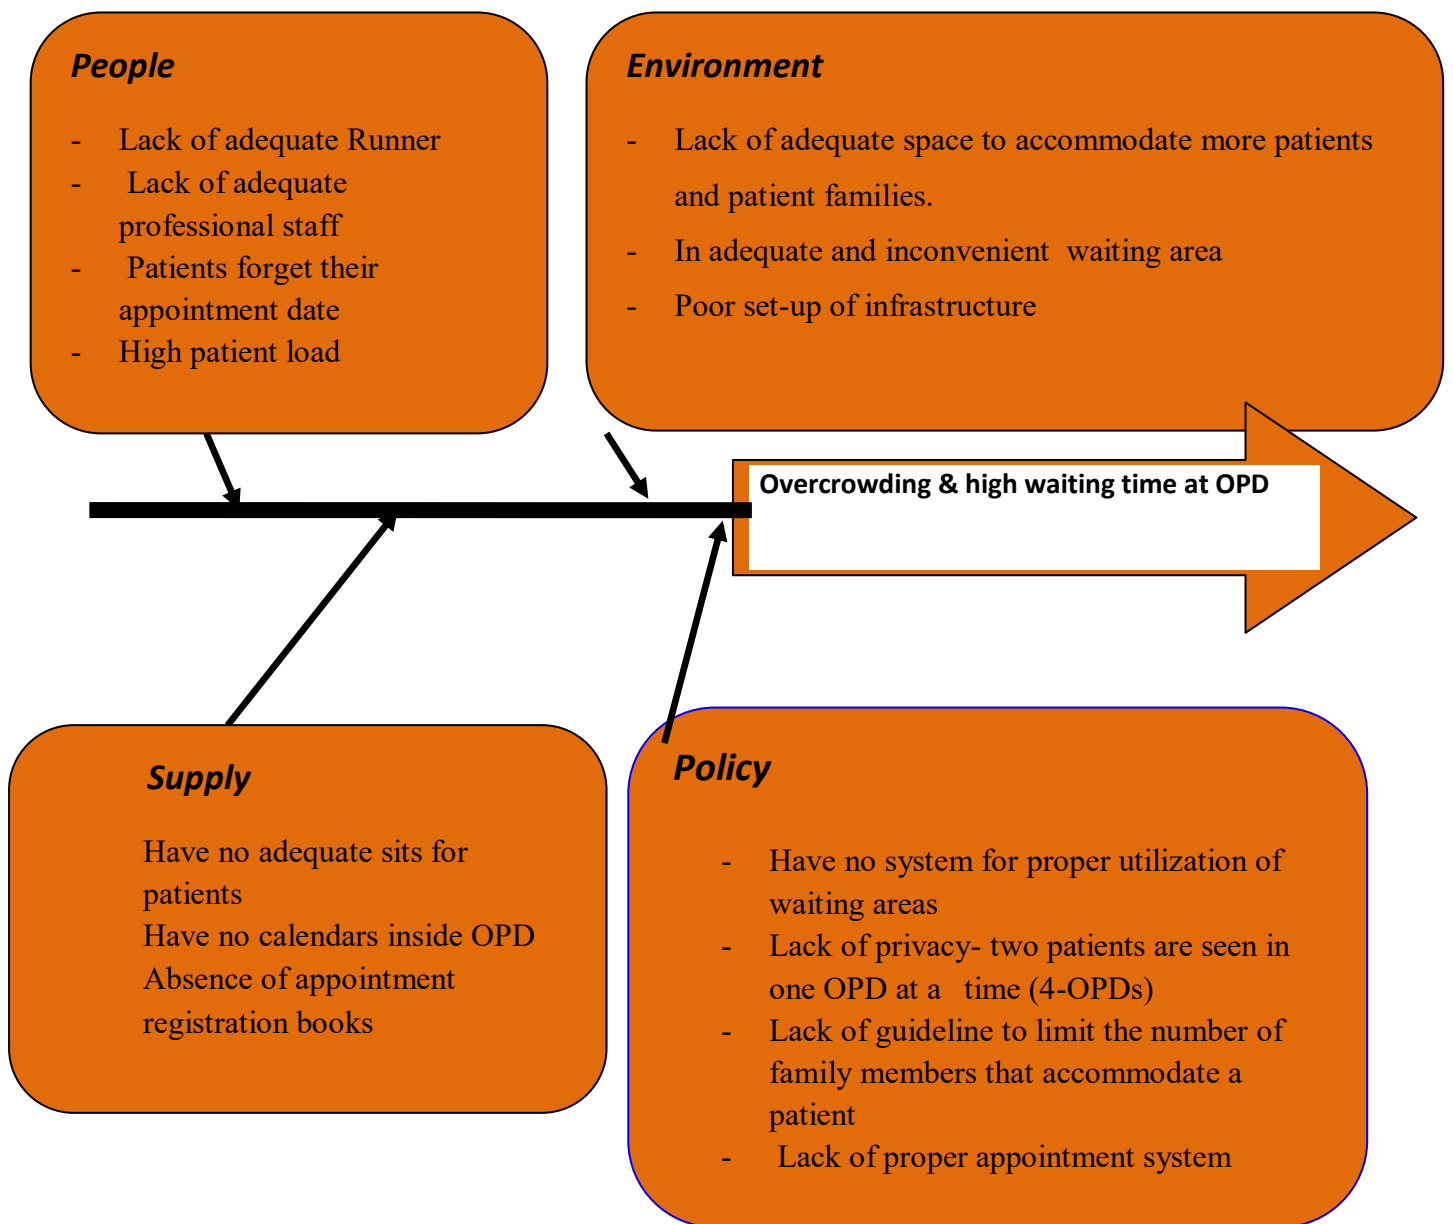 People
- Lack of adequate Runner
- Lack of adequate
professional staff
- Patients forget their
appointment date
- High patient load
Environment
- Lack of adequate space to accommodate more patients
and patient families.
- In adequate and inconvenient waiting area
- Poor set-up of infrastructure
Overcrowding & high waiting time at OPD
Supply
Have no adequate sits for
patients
Have no calendars inside OPD
Absence of appointment
registration books
Policy
- Have no system for proper utilization of
waiting areas
- Lack of privacy- two patients are seen in
one OPD at a time (4-OPDs)
- Lack of guideline to limit the number of
family members that accommodate a
patient
- Lack of proper appointment system